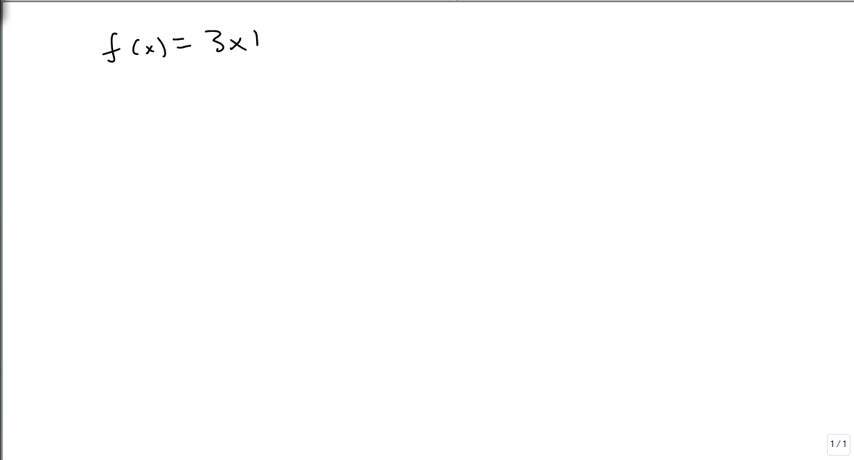 f(x) = 3x1
1 / 1